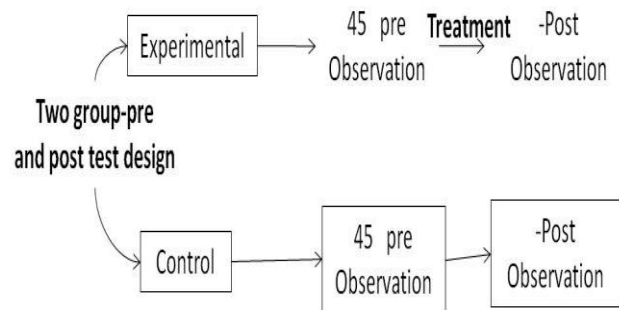 Experimental
45 pre
Observation
Treatment
-Post
Observation
Two group-pre
and post test design
Control
45 pre
Observation
-Post
Observation